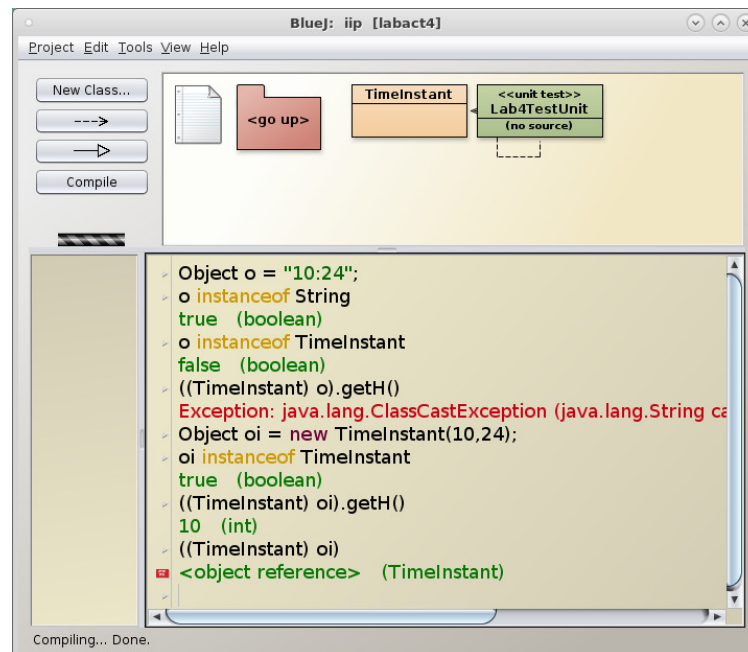 BlueJ: iip [labact4]
Project Edit Tools View Help
New Class...
--->
Compile
<go up>
TimeInstant
<<unit test>>
Lab4TestUnit
(no source)
Object o = "10:24";
o instanceof String
true (boolean)
o instanceof TimeInstant
false (boolean)
((TimeInstant) o).getH()
Exception: java.lang.ClassCastException (java.lang.String ca
Object oi = new TimeInstant(10,24);
oi instanceof TimeInstant
true (boolean)
((TimeInstant) oi).getH()
10 (int)
((TimeInstant) oi)
<object reference> (TimeInstant)
Compiling... Done.